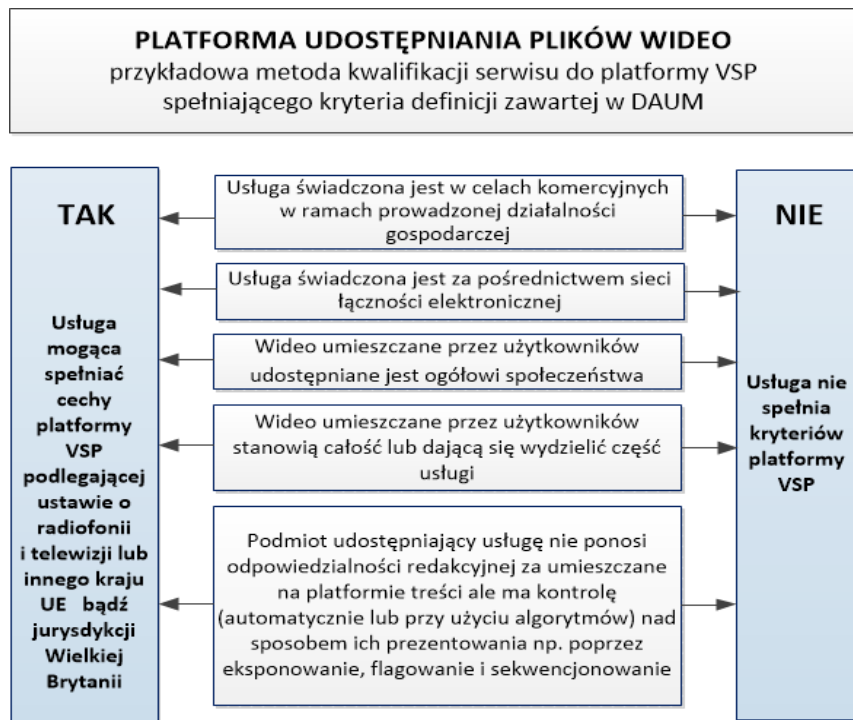 PLATFORMA UDOSTĘPNIANIA PLIKÓW WIDEO
przykładowa metoda kwalifikacji serwisu do platformy VSP
spełniającego kryteria definicji zawartej w DAUM
TAK
Usługa
mogąca
spełniać
cechy
platformy
VSP
podlegającej
ustawie o
radiofonii
i telewizji lub
innego kraju
UE bądź
jurysdykcji
Wielkiej
Brytanii
Usługa świadczona jest w celach komercyjnych
w ramach prowadzonej działalności
gospodarczej
Usługa świadczona jest za pośrednictwem sieci
łączności elektronicznej
Wideo umieszczane przez użytkowników
udostępniane jest ogółowi społeczeństwa
Wideo umieszczane przez użytkowników
stanowią całość lub dającą się wydzielić część
usługi
Podmiot udostępniający usługę nie ponosi
odpowiedzialności redakcyjnej za umieszczane
na platformie treści ale ma kontrolę
(automatycznie lub przy użyciu algorytmów) nad
sposobem ich prezentowania np. poprzez
eksponowanie, flagowanie i sekwencjonowanie
NIE
Usługa nie
spełnia
kryteriów
platformy
VSP